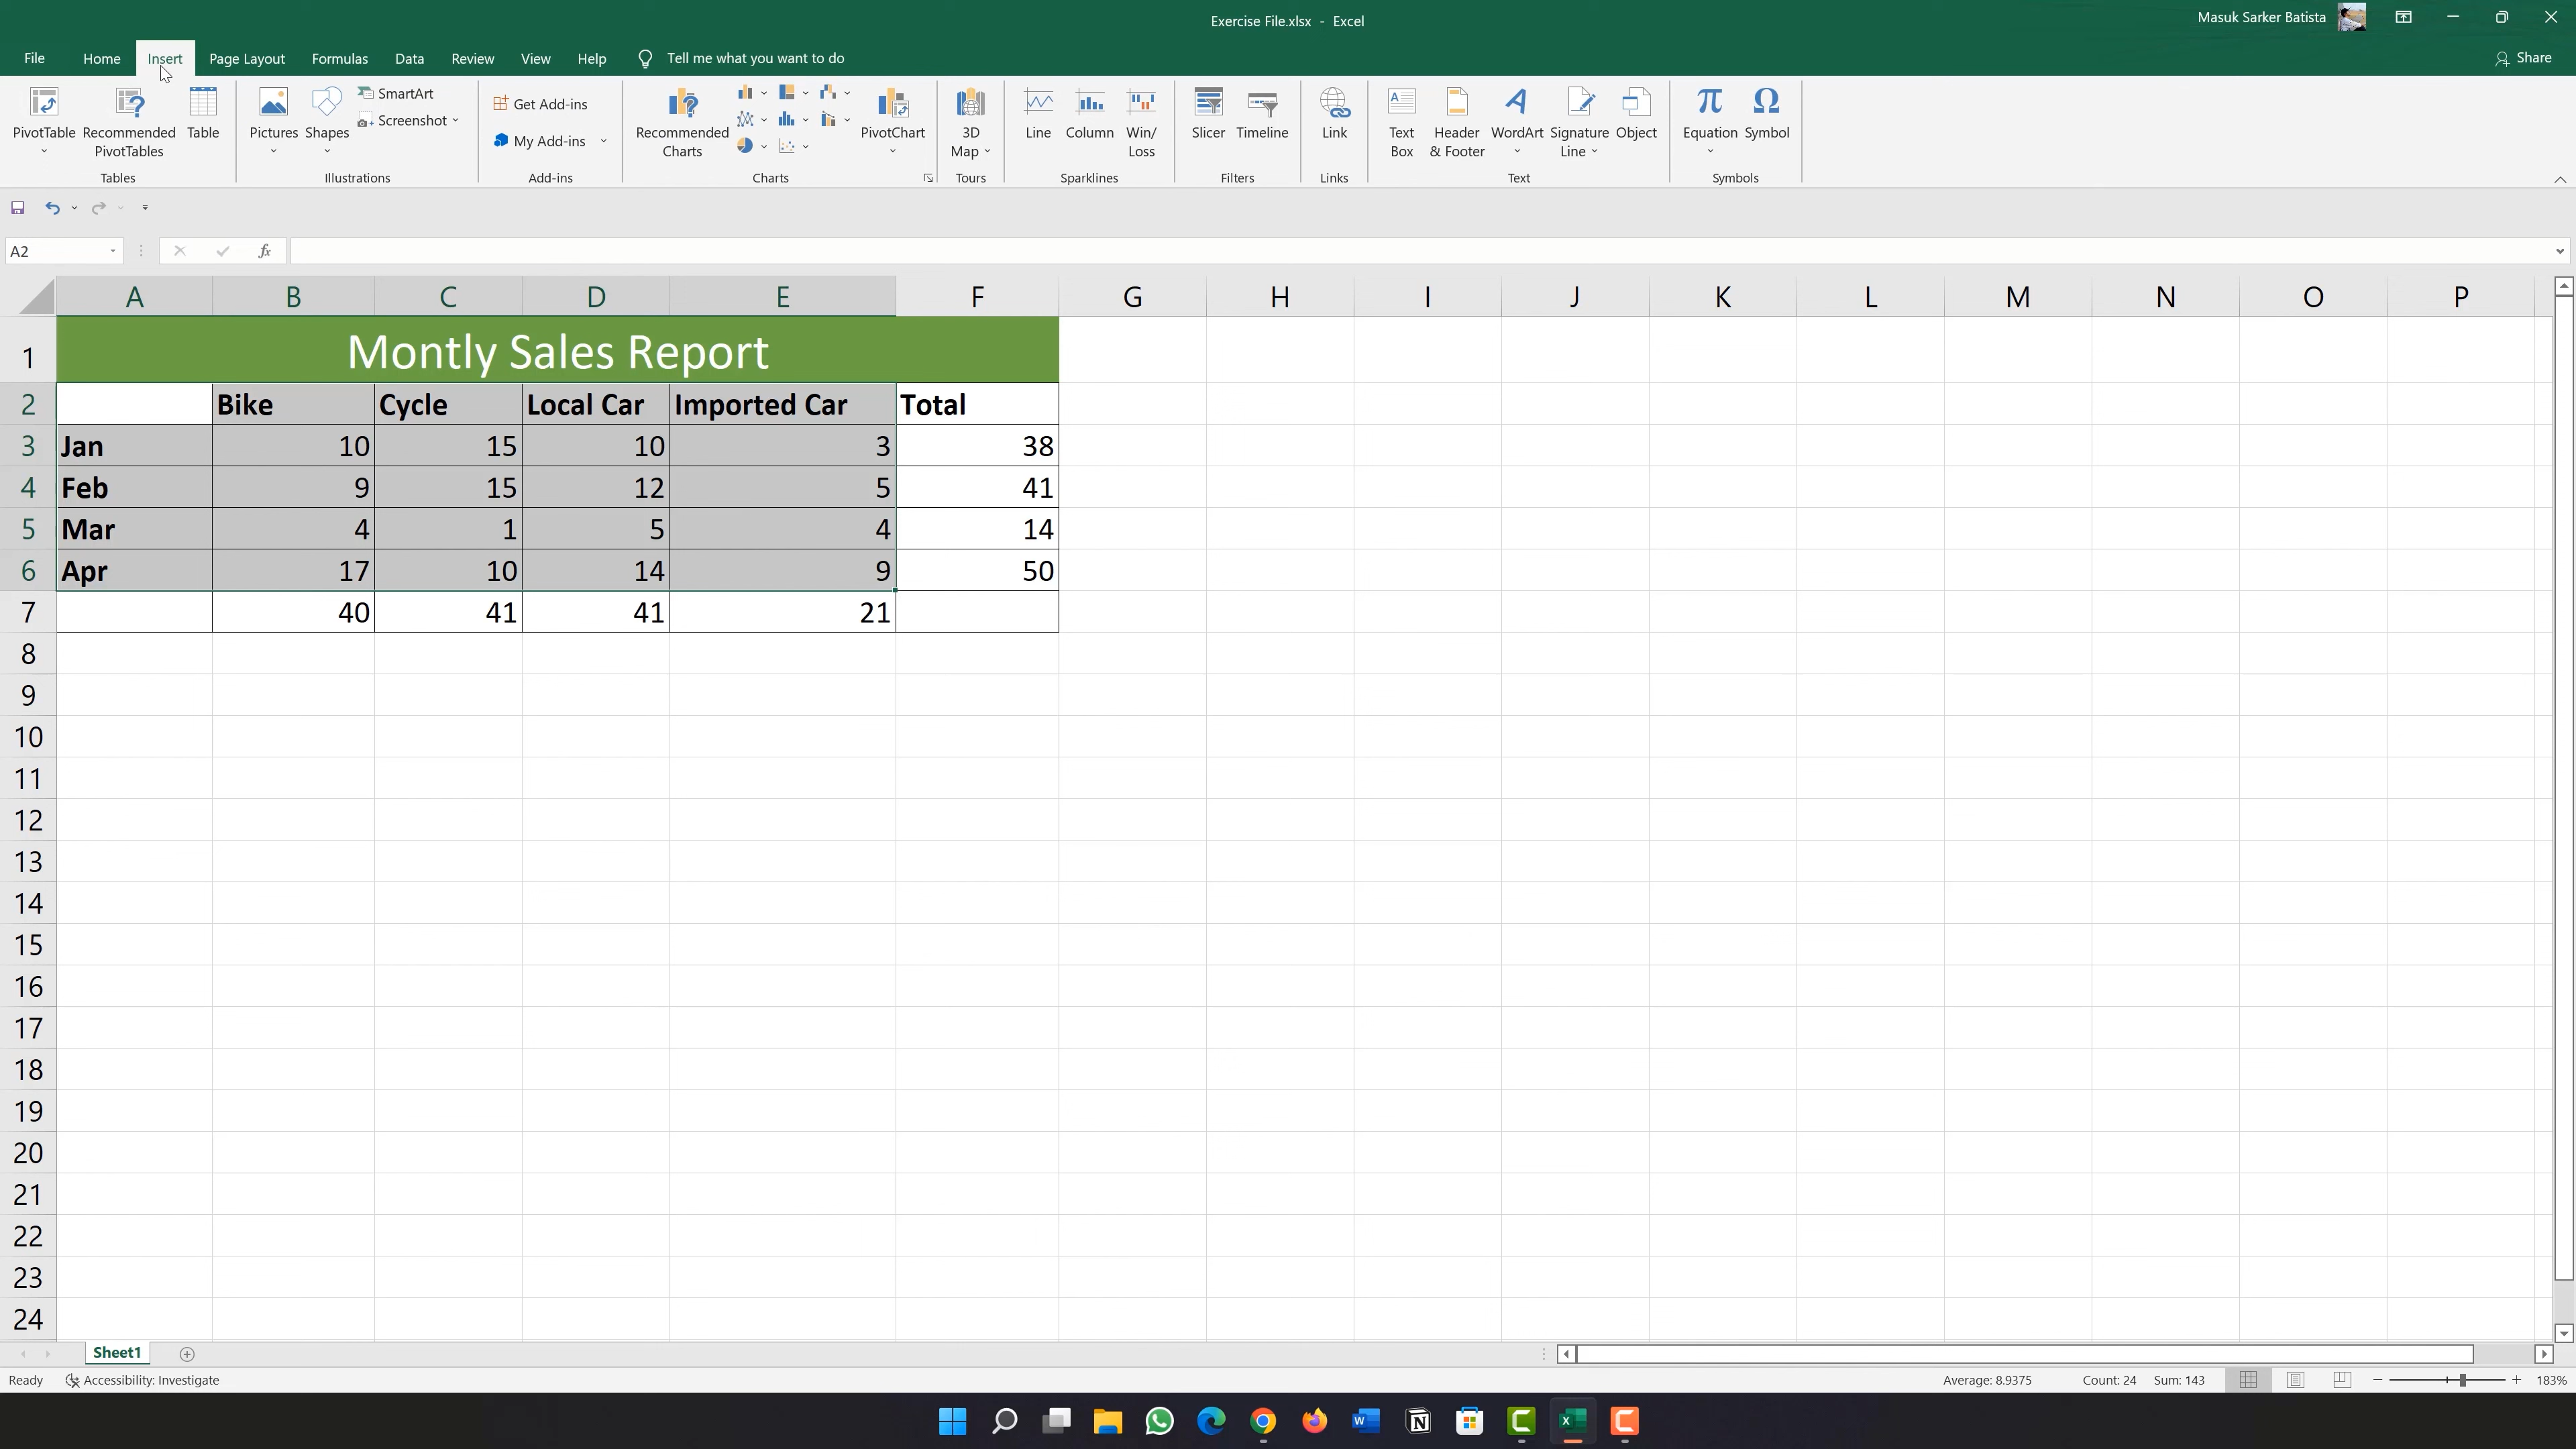 Exercise File.xlsx - Excel
Masuk Sarker Batista
File Home Insert Page Layout Formulas Data Review View Help Tell me what you want to do Share
PivotTable
Recommended PivotTables
Table
Tables
Pictures
Shapes
SmartArt
Screenshot
Illustrations
Get Add-ins
My Add-ins
Add-ins
Recommended Charts
PivotChart
Charts
3D Map
Tours
Line
Column
Win/Loss
Sparklines
Slicer
Timeline
Filters
Link
Links
Text Box
Header & Footer
WordArt
Signature Line
Object
Text
Equation
Symbol
Symbols
A2 fx
A B C D E F G H I J K L M N O P
1 Montly Sales Report
2 Bike Cycle Local Car Imported Car Total
3 Jan 10 15 10 3 38
4 Feb 9 15 12 5 41
5 Mar 4 1 5 4 14
6 Apr 17 10 14 9 50
7 40 41 41 21
8
9
10
11
12
13
14
15
16
17
18
19
20
21
22
23
24
Sheet1
Ready Accessibility: Investigate Average: 8.9375 Count: 24 Sum: 143 183%